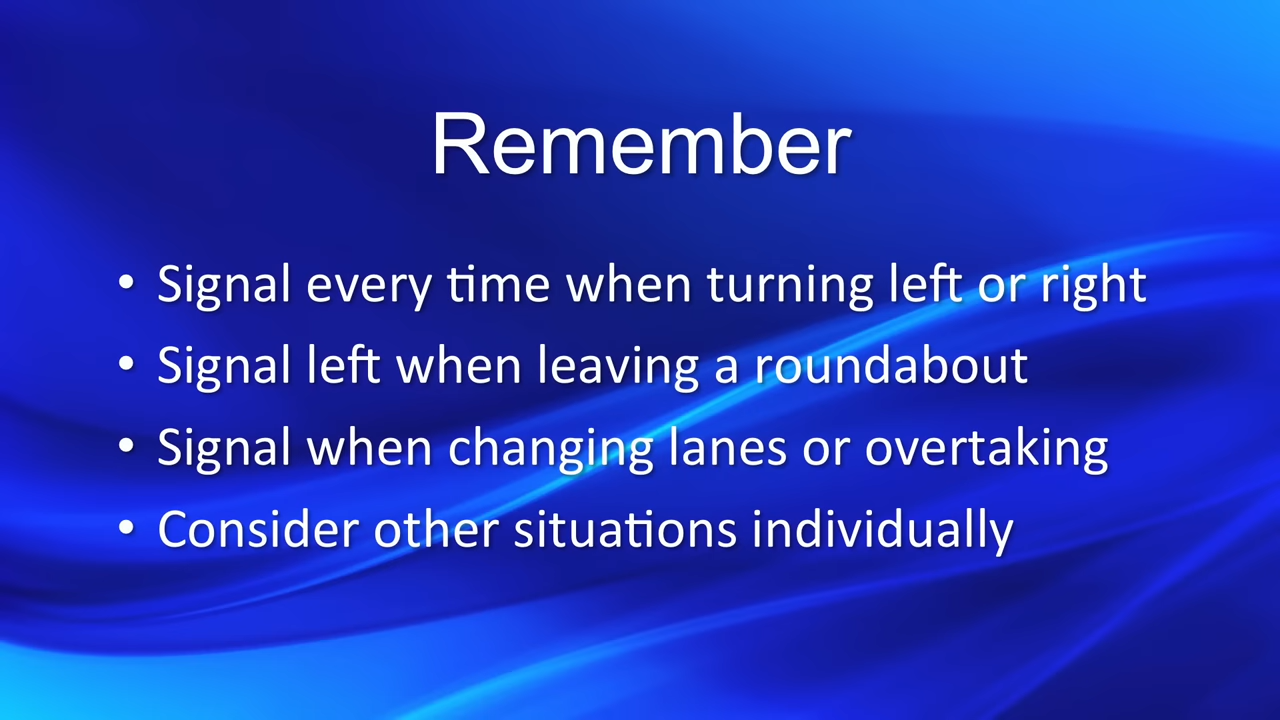 Remember
• Signal every time when turning left or right
• Signal left when leaving a roundabout
• Signal when changing lanes or overtaking
• Consider other situations individually